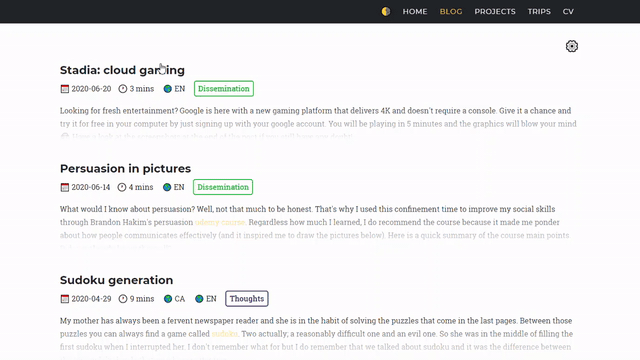 HOME BLOG PROJECTS TRIPS CV
Stadia: cloud gaming
2020-06-20 3 mins EN Dissemination
Looking for fresh entertainment? Google is here with a new gaming platform that delivers 4K and doesn't require a console. Give it a chance and
try it for free in your computer by just signing up with your google account. You will be playing in 5 minutes and the graphics will blow your mind
Persuasion in pictures
2020-06-14 4 mins EN Dissemination
What would I know about persuasion? Well, not that much to be honest. That's why I used this confinement time to improve my social skills
through Brandon Hakim's persuasion udemy course. Regardless how much I learned, I do recommend the course because it made me ponder
about how people communicates effectively (and it inspired me to draw the pictures below). Here is a quick summary of the course main points
Sudoku generation
2020-04-29 9 mins CA EN Thoughts
My mother has always been a fervent newspaper reader and she is in the habit of solving the puzzles that come in the last pages. Between those
puzzles you can always find a game called sudoku. Two actually; a reasonably difficult one and an evil one. So she was in the middle of filling the
first sudoku when I interrupted her. I don't remember what for but I do remember that we talked about sudoku and it was the difference between